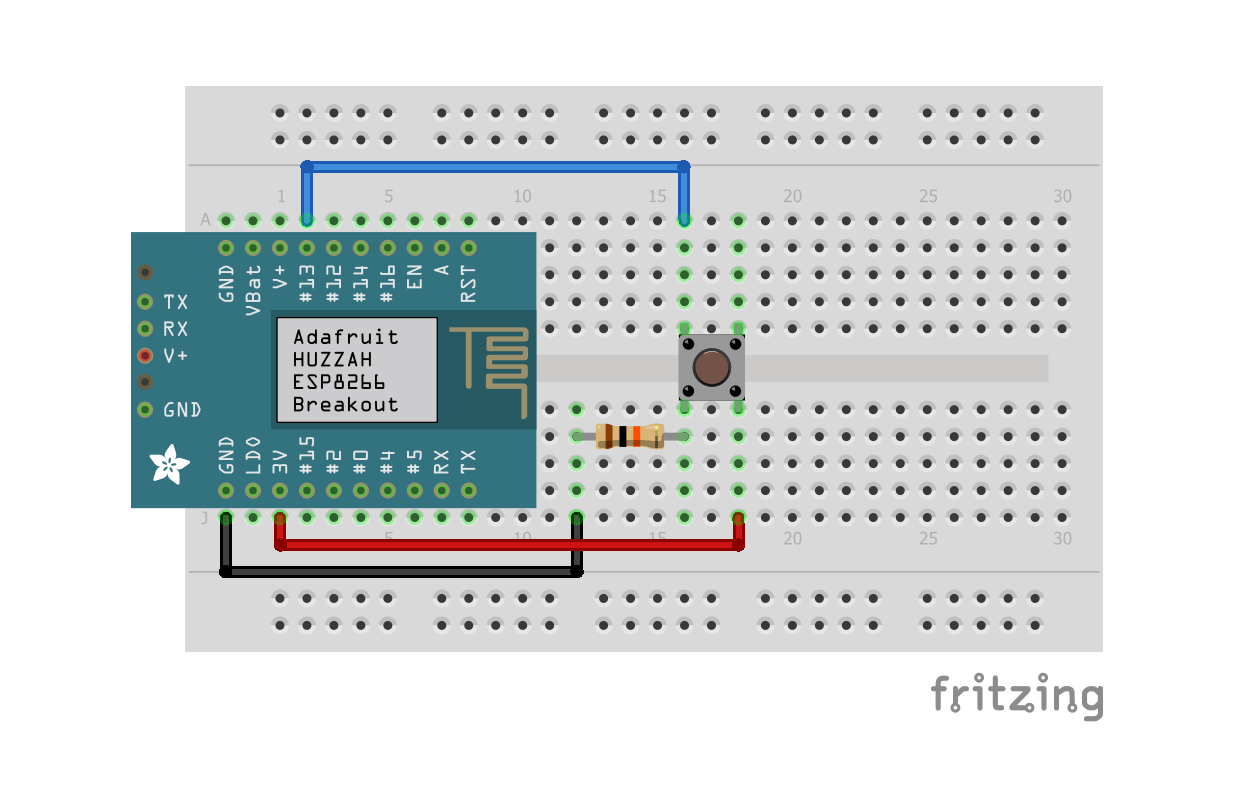 1 5 10 15 20 25 30
A
GND VBat V+ #13 #12 #14 #16 EN A RST
TX
RX
V+
GND
Adafruit
HUZZAH
ESP8266
Breakout
GND LDO 3V #15 #2 #0 #4 #5 RX TX
J
5 15 20 25 30
fritzing